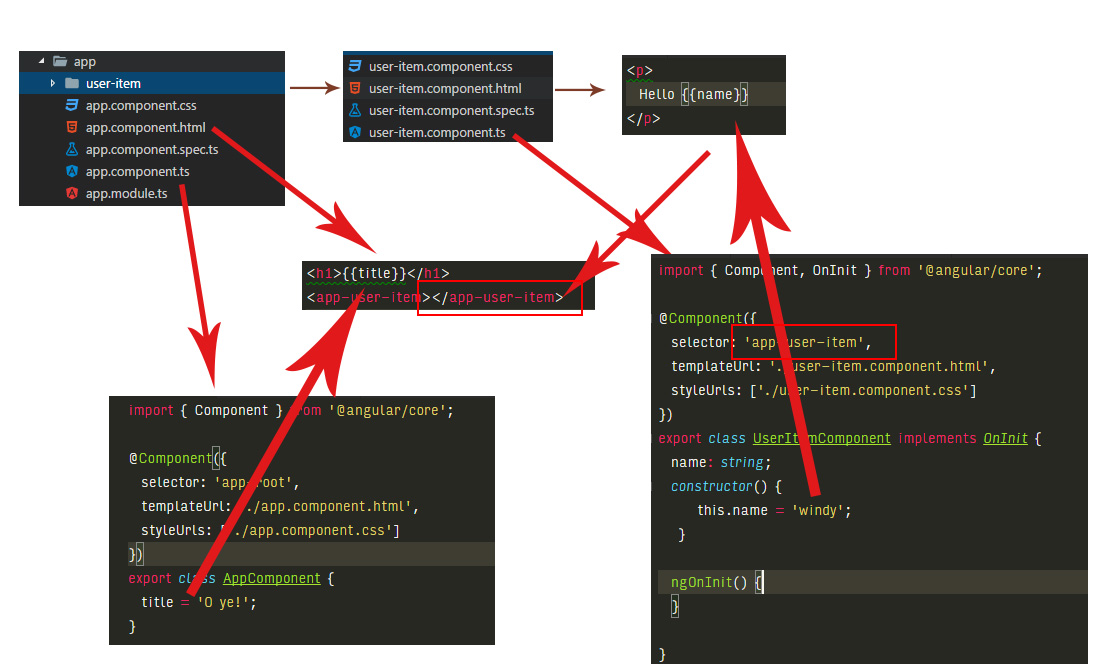 app
user-item
app.component.css
app.component.html
app.component.spec.ts
app.component.ts
app.module.ts
user-item.component.css
user-item.component.html
user-item.component.spec.ts
user-item.component.ts
<p>
Hello {{name}}
</p>
<h1>{{title}}</h1>
<app-user-item></app-user-item>
import { Component } from '@angular/core';
@Component({
selector: 'app-root',
templateUrl: './app.component.html',
styleUrls: ['./app.component.css']
})
export class AppComponent {
title = 'O ye!';
}
import { Component, OnInit } from '@angular/core';
@Component({
selector: 'app-user-item',
templateUrl: './user-item.component.html',
styleUrls: ['./user-item.component.css']
})
export class UserItemComponent implements OnInit {
name: string;
constructor() {
this.name = 'windy';
}
ngOnInit() {
}
}